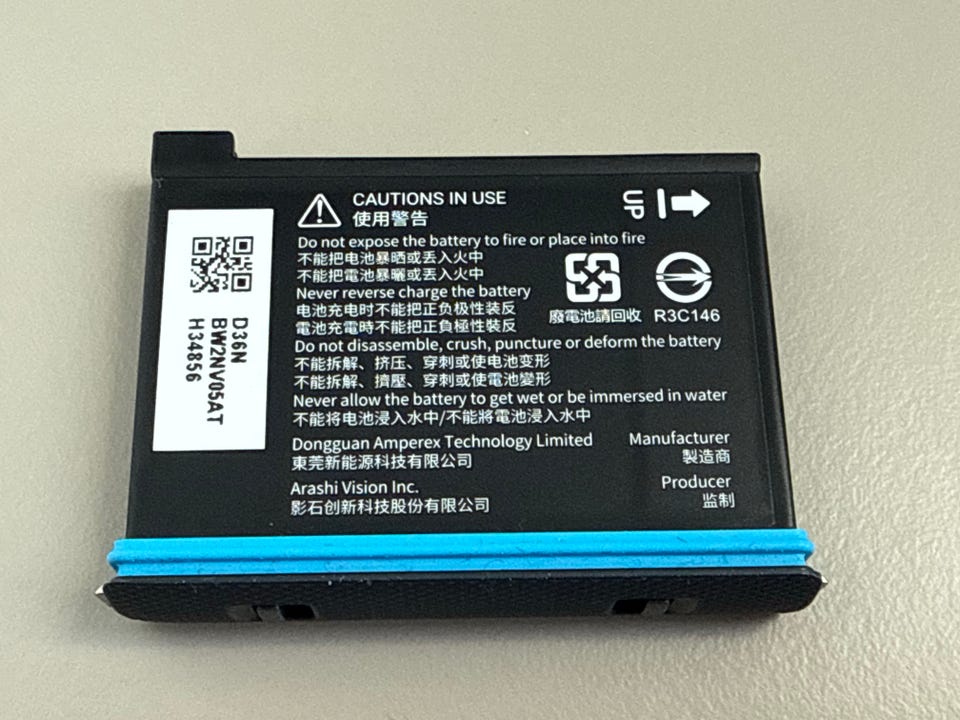 CAUTIONS IN USE
使用警告
UP
Do not expose the battery to fire or place into fire
不能把电池暴晒或丢入火中
不能把電池暴曬或丟入火中
Never reverse charge the battery
电池充电时不能把正负极性装反
電池充電時不能把正負極性裝反
廢電池請回收 R3C146
Do not disassemble, crush, puncture or deform the battery
不能拆解、挤压、穿刺或使电池变形
不能拆解、擠壓、穿刺或使電池變形
Never allow the battery to get wet or be immersed in water
不能将电池浸入水中/不能將電池浸入水中
Dongguan Amperex Technology Limited Manufacturer
東莞新能源科技有限公司 製造商
Arashi Vision Inc. Producer
影石创新科技股份有限公司 监制
D36N
BW2NV05AT
H34856